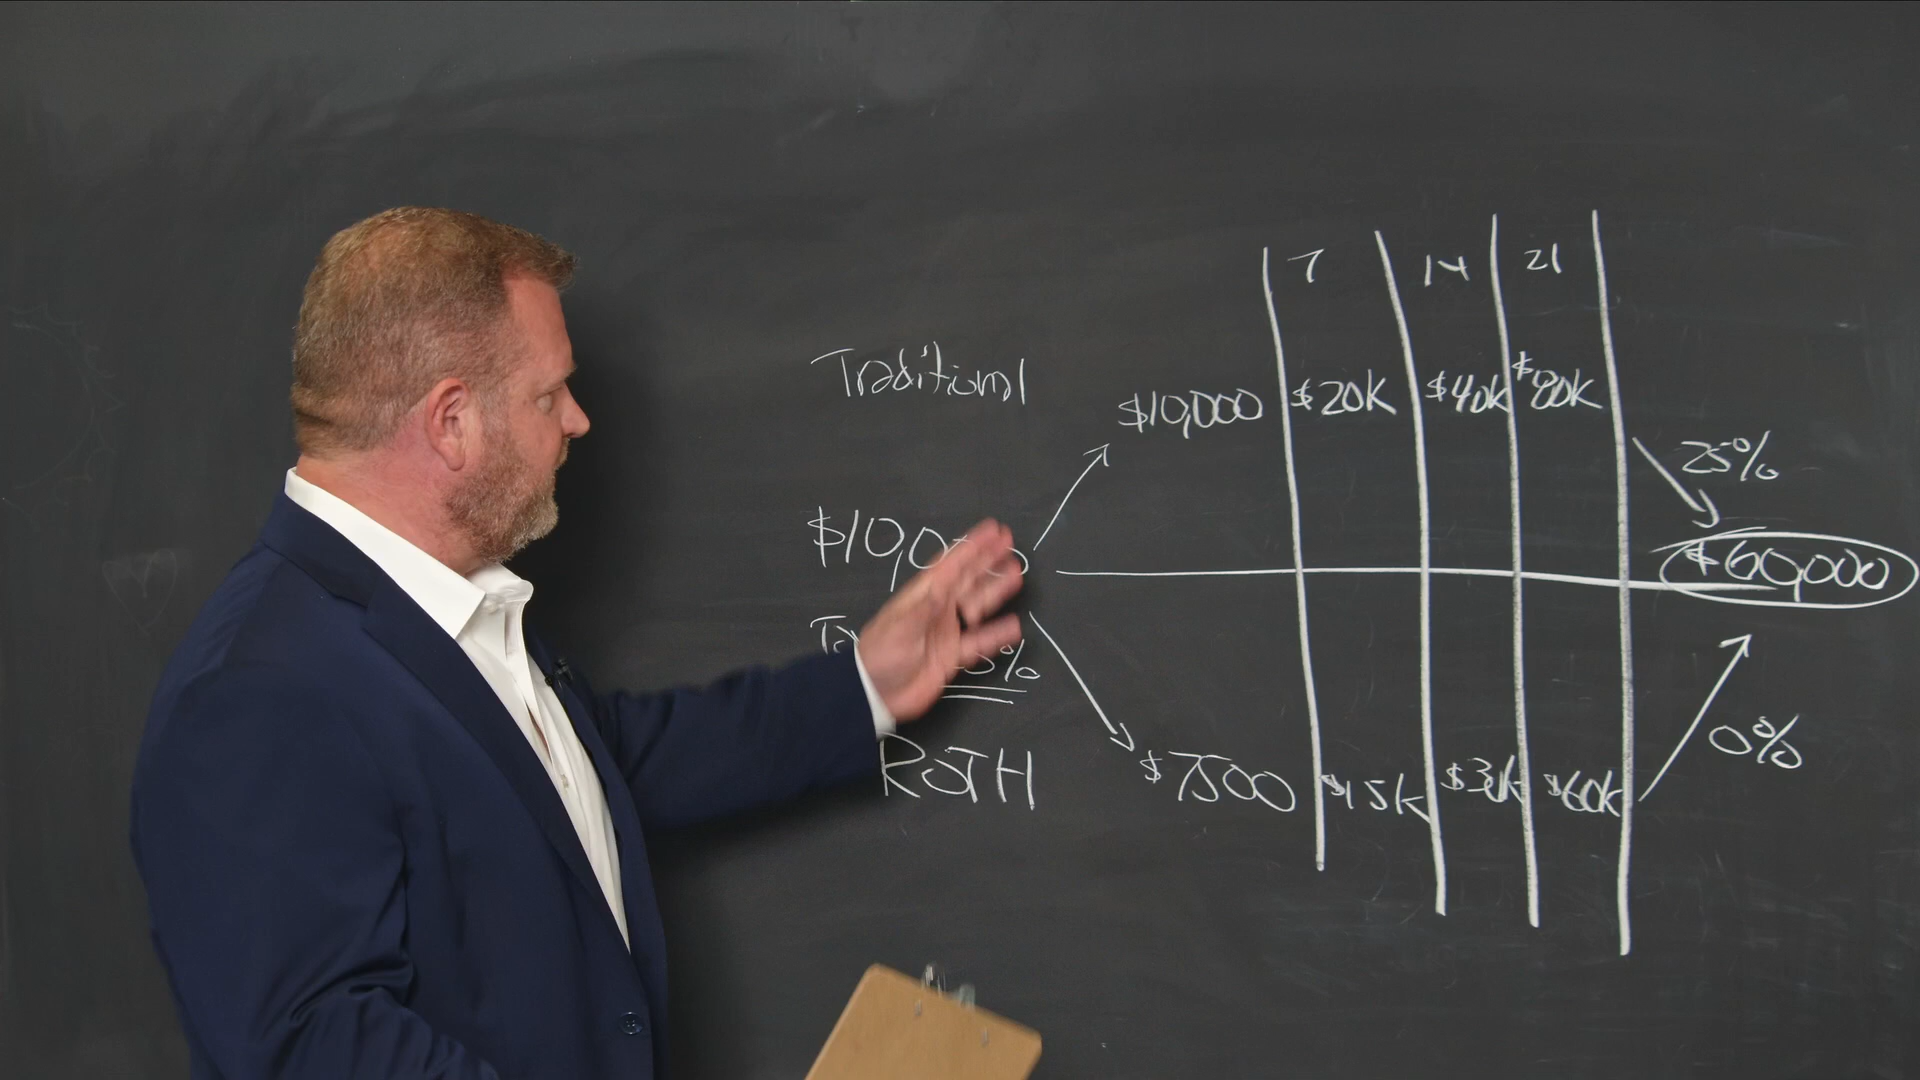 7 14 21
Traditional
$10,000 $20K $40K $80K
25%
$60,000
0%
ROTH
$7500 $15K $60K